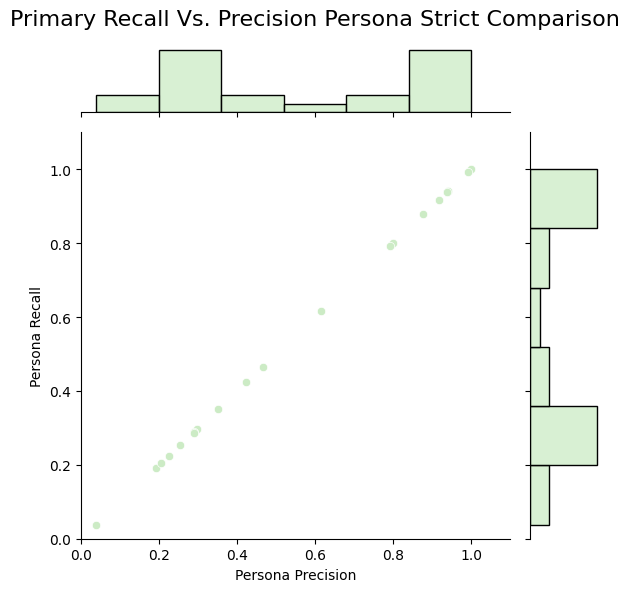 Primary Recall Vs. Precision Persona Strict Comparison
1.0
0.8
0.6
0.4
0.2
0.0
Persona Recall
0.0 0.2 0.4 0.6 0.8 1.0
Persona Precision